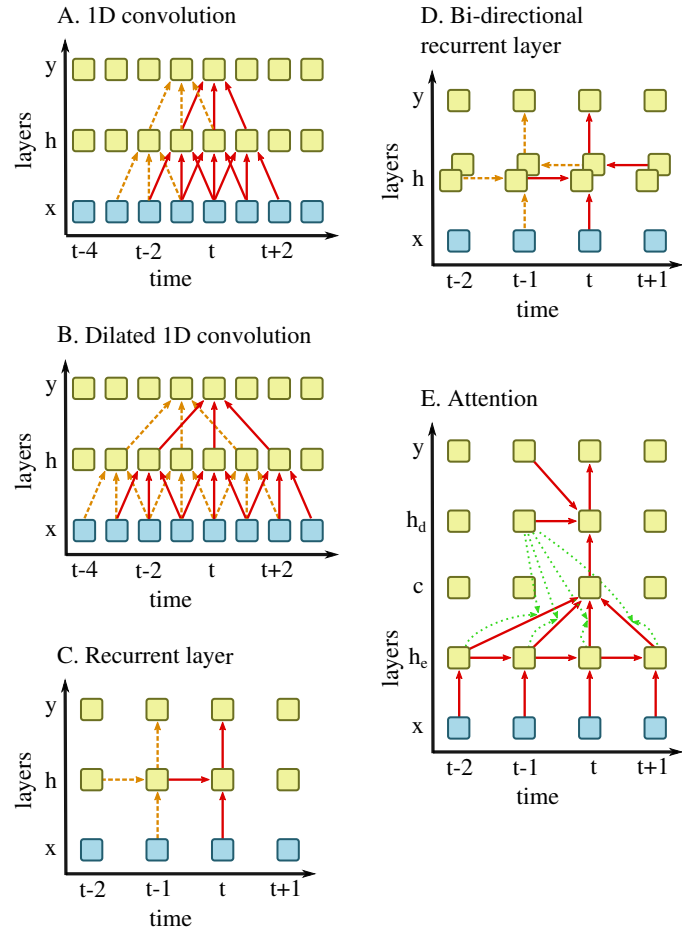 A. 1D convolution
y
h
x
layers
t-4 t-2 t t+2
time
B. Dilated 1D convolution
y
h
x
layers
t-4 t-2 t t+2
time
C. Recurrent layer
y
h
x
layers
t-2 t-1 t t+1
time
D. Bi-directional
recurrent layer
y
h
x
layers
t-2 t-1 t t+1
time
E. Attention
y
h_d
c
h_e
x
layers
t-2 t-1 t t+1
time